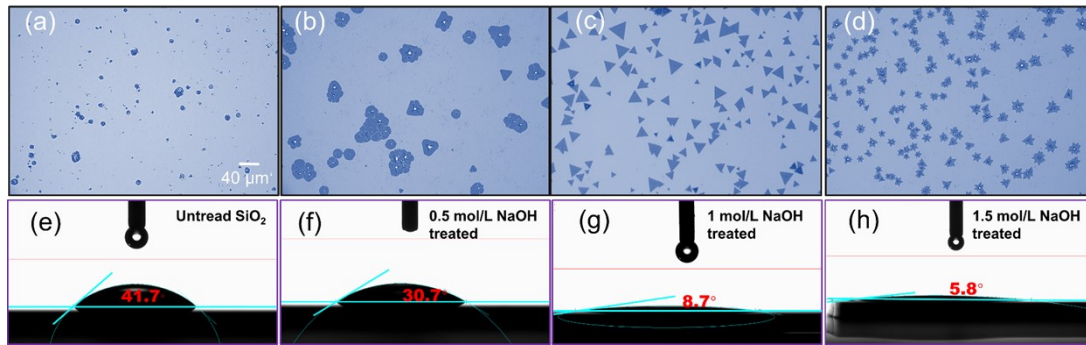 (a)
(b)
(c)
(d)
40 μm
(e)
Untread SiO₂
41.7°
(f)
0.5 mol/L NaOH
treated
30.7°
(g)
1 mol/L NaOH
treated
8.7°
(h)
1.5 mol/L NaOH
treated
5.8°